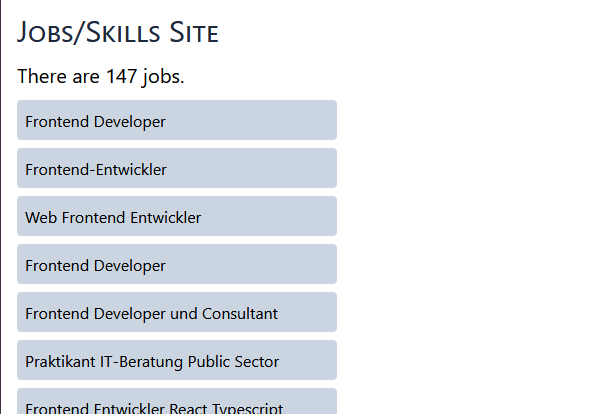 Jobs/Skills Site
There are 147 jobs.
Frontend Developer
Frontend-Entwickler
Web Frontend Entwickler
Frontend Developer
Frontend Developer und Consultant
Praktikant IT-Beratung Public Sector
Frontend Entwickler React Typescript